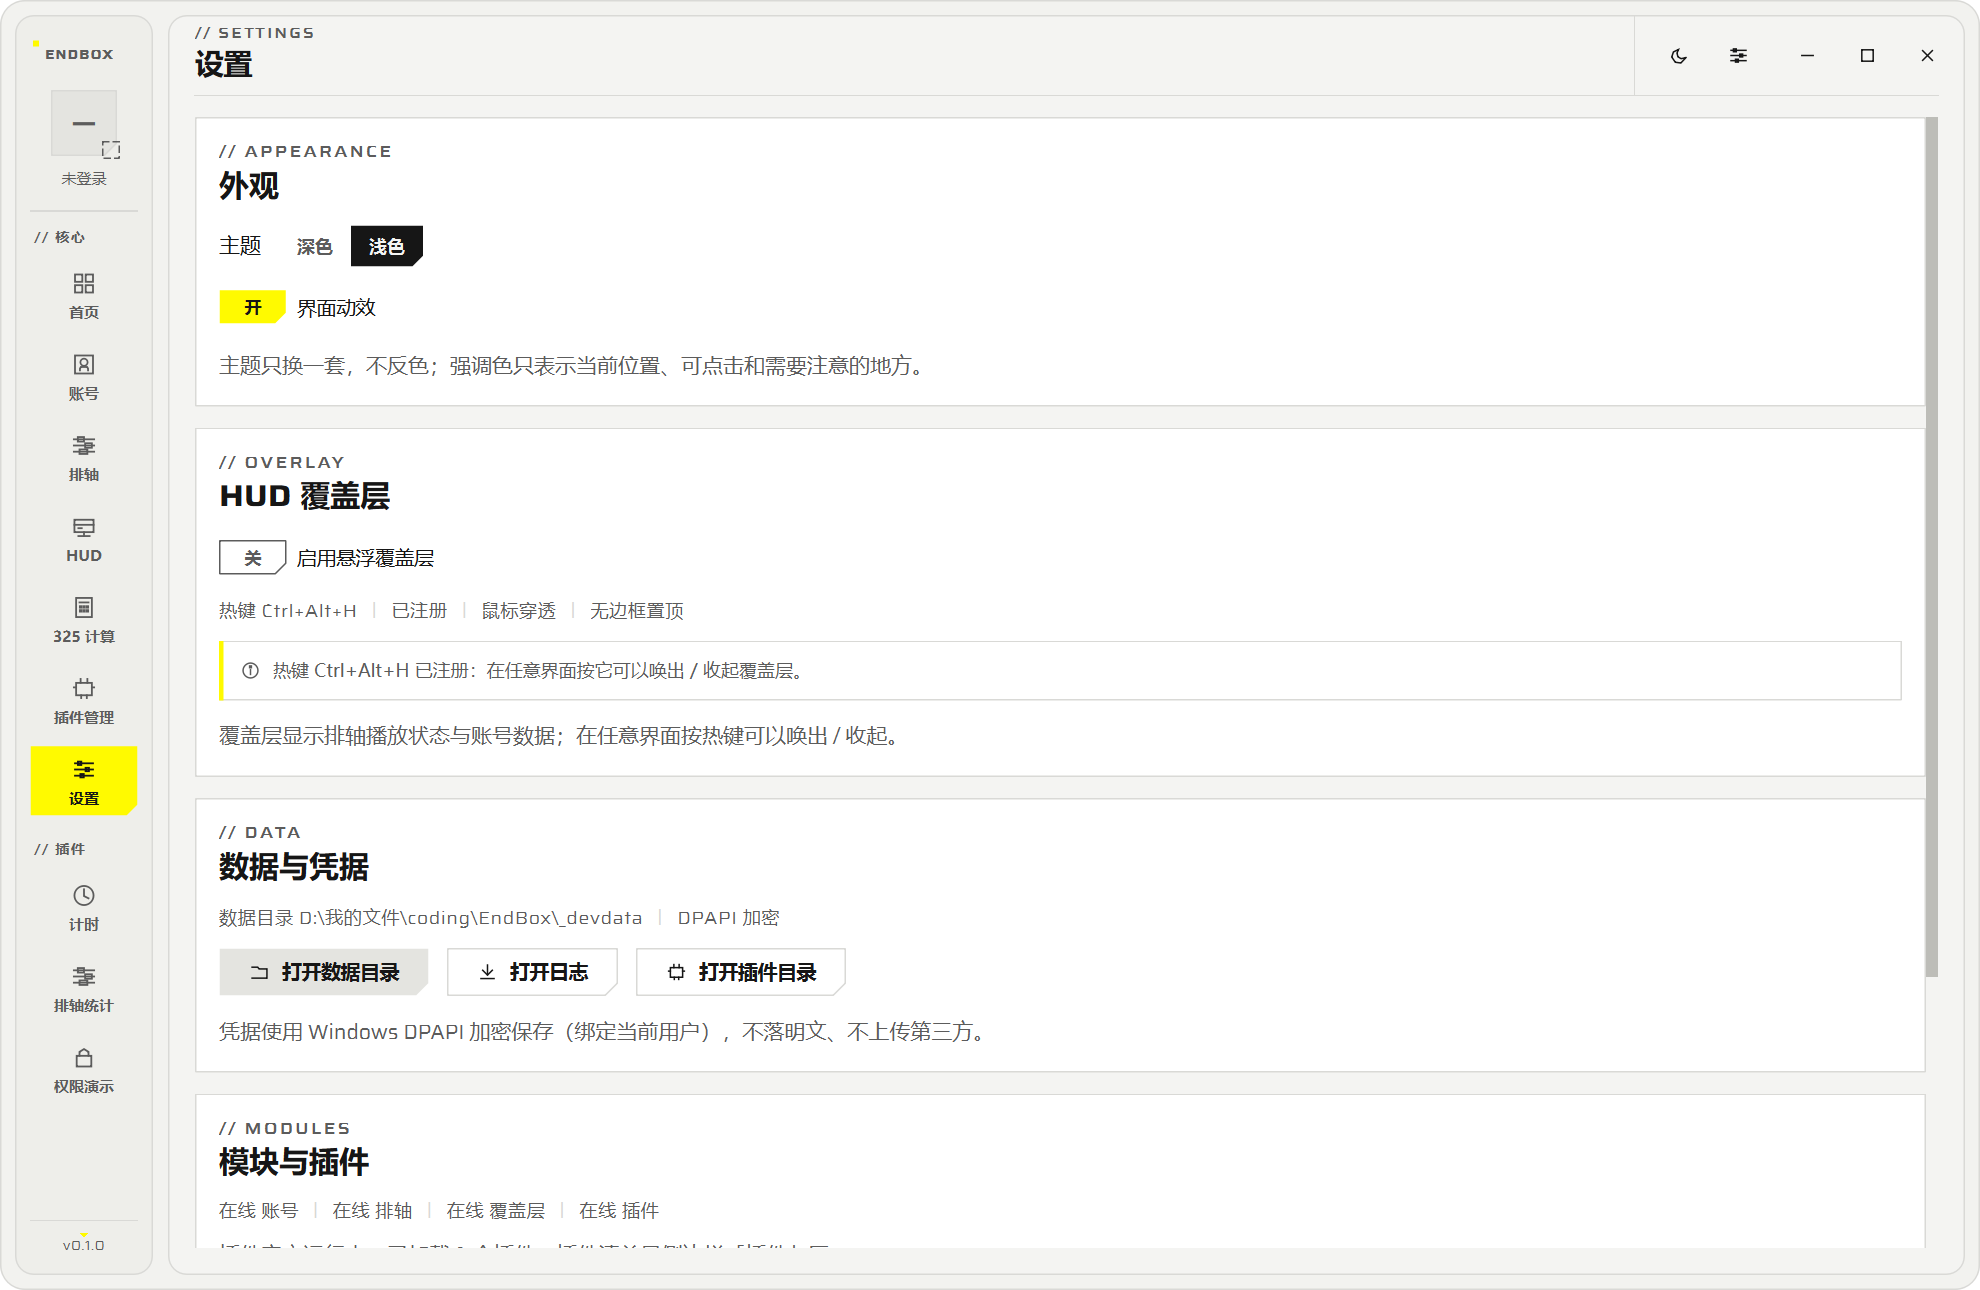 ENDBOX
未登录
// 核心
首页
账号
排轴
HUD
325 计算
插件管理
设置
// 插件
计时
排轴统计
权限演示
v0.1.0
// SETTINGS
设置
// APPEARANCE
外观
主题 深色 浅色
开 界面动效
主题只换一套，不反色；强调色只表示当前位置、可点击和需要注意的地方。
// OVERLAY
HUD 覆盖层
关 启用悬浮覆盖层
热键 Ctrl+Alt+H | 已注册 | 鼠标穿透 | 无边框置顶
热键 Ctrl+Alt+H 已注册：在任意界面按它可以唤出 / 收起覆盖层。
覆盖层显示排轴播放状态与账号数据；在任意界面按热键可以唤出 / 收起。
// DATA
数据与凭据
数据目录 D:\我的文件\coding\EndBox\_devdata | DPAPI 加密
打开数据目录 打开日志 打开插件目录
凭据使用 Windows DPAPI 加密保存（绑定当前用户），不落明文、不上传第三方。
// MODULES
模块与插件
在线 账号 | 在线 排轴 | 在线 覆盖层 | 在线 插件